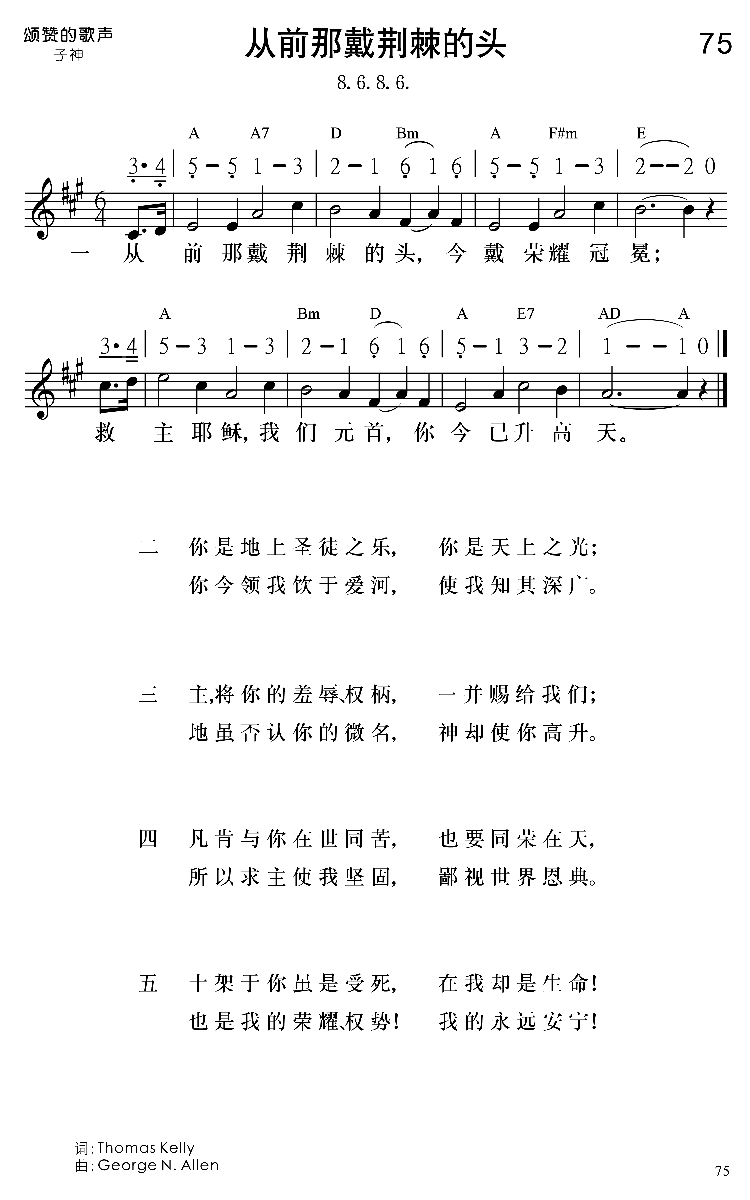 颂赞的歌声
子神
从前那戴荆棘的头
75
8. 6. 8. 6.
A A7 D Bm A F#m E
3·4 | 5-5 1-3 | 2-1 6 1 6 | 5-5 1-3 | 2--2 0
6/4
一 从 前 那 戴 荆 棘 的 头, 今 戴 荣 耀 冠 冕;
A Bm D A E7 AD A
3·4 | 5-3 1-3 | 2-1 6 1 6 | 5-1 3-2 | 1--1 0
救 主 耶 稣, 我 们 元 首, 你 今 已 升 高 天。
二 你是地上圣徒之乐, 你是天上之光;
你今领我饮于爱河, 使我知其深广。
三 主,将你的羞辱、权柄, 一并赐给我们;
地虽否认你的微名, 神却使你高升。
四 凡肯与你在世同苦, 也要同荣在天,
所以求主使我坚固, 鄙视世界恩典。
五 十架于你虽是受死, 在我却是生命!
也是我的荣耀、权势! 我的永远安宁!
词: Thomas Kelly
曲: George N. Allen
75